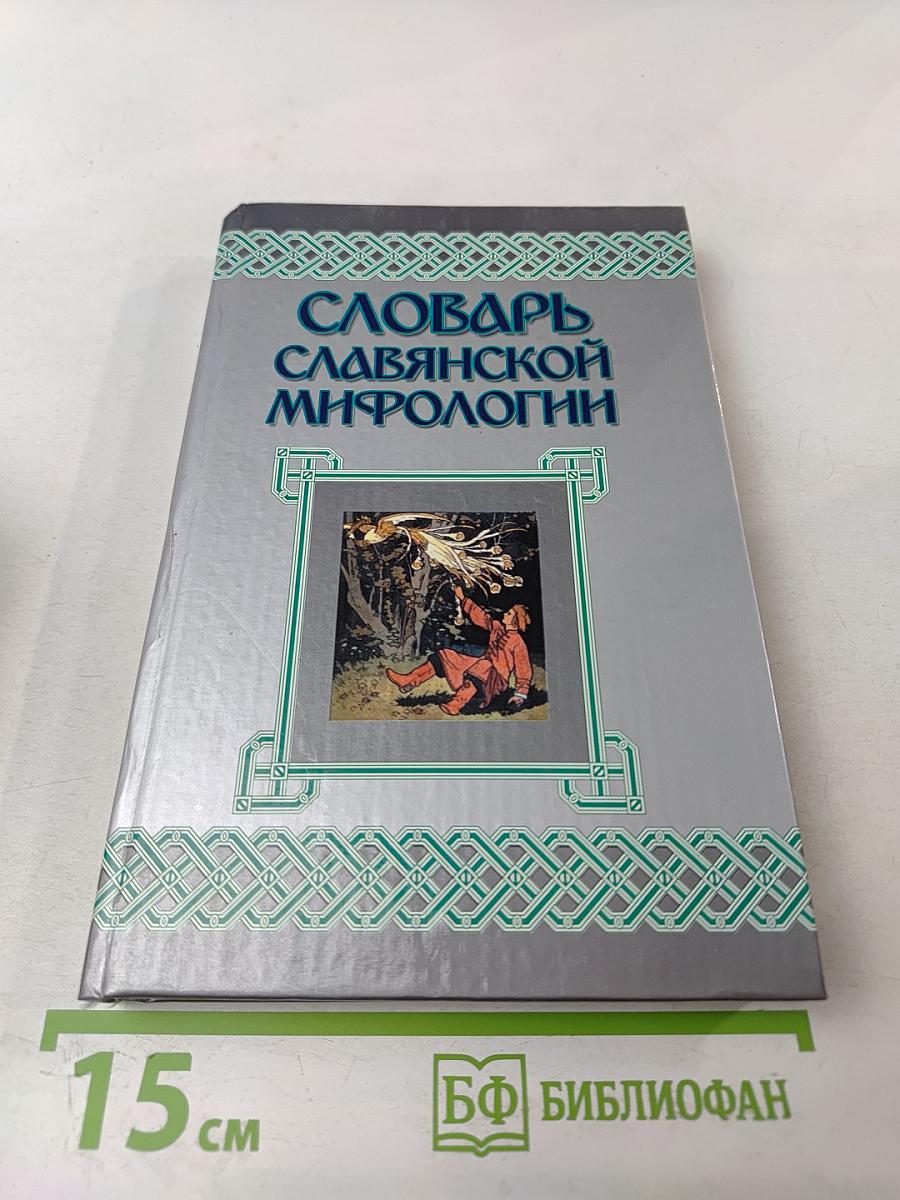 СЛОВАРЬ
СЛАВЯНСКОЙ
МИФОЛОГИИ
15 см
БФ БИБЛИОФАН